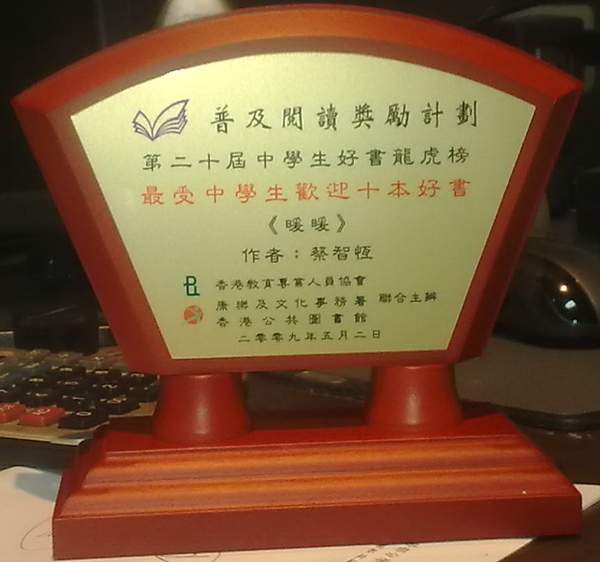 普及閱讀獎勵計劃
第二十屆中學生好書龍虎榜
最受中學生歡迎十本好書
《暖暖》
作者：蔡智恆
香港教育專業人員協會
康樂及文化事務署 聯合主辦
香港公共圖書館
二零零九年五月二日